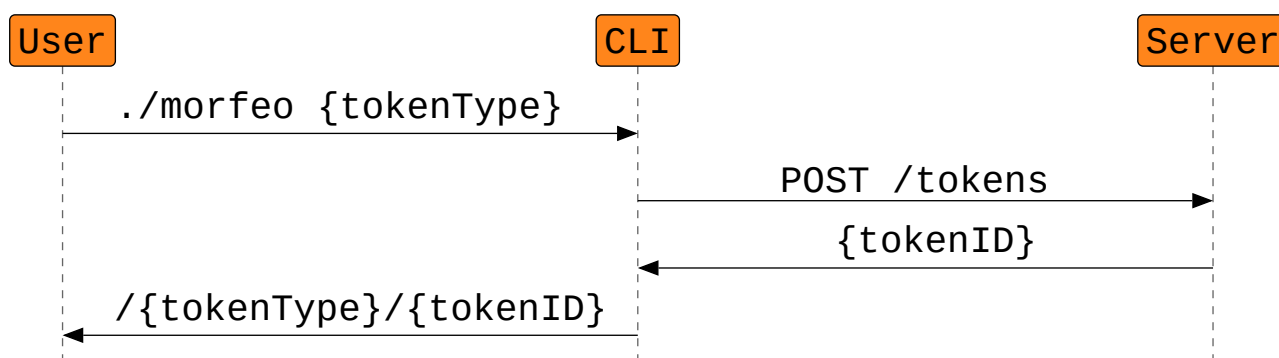 User
CLI
Server
./morfeo {tokenType}
POST /tokens
{tokenID}
/{tokenType}/{tokenID}